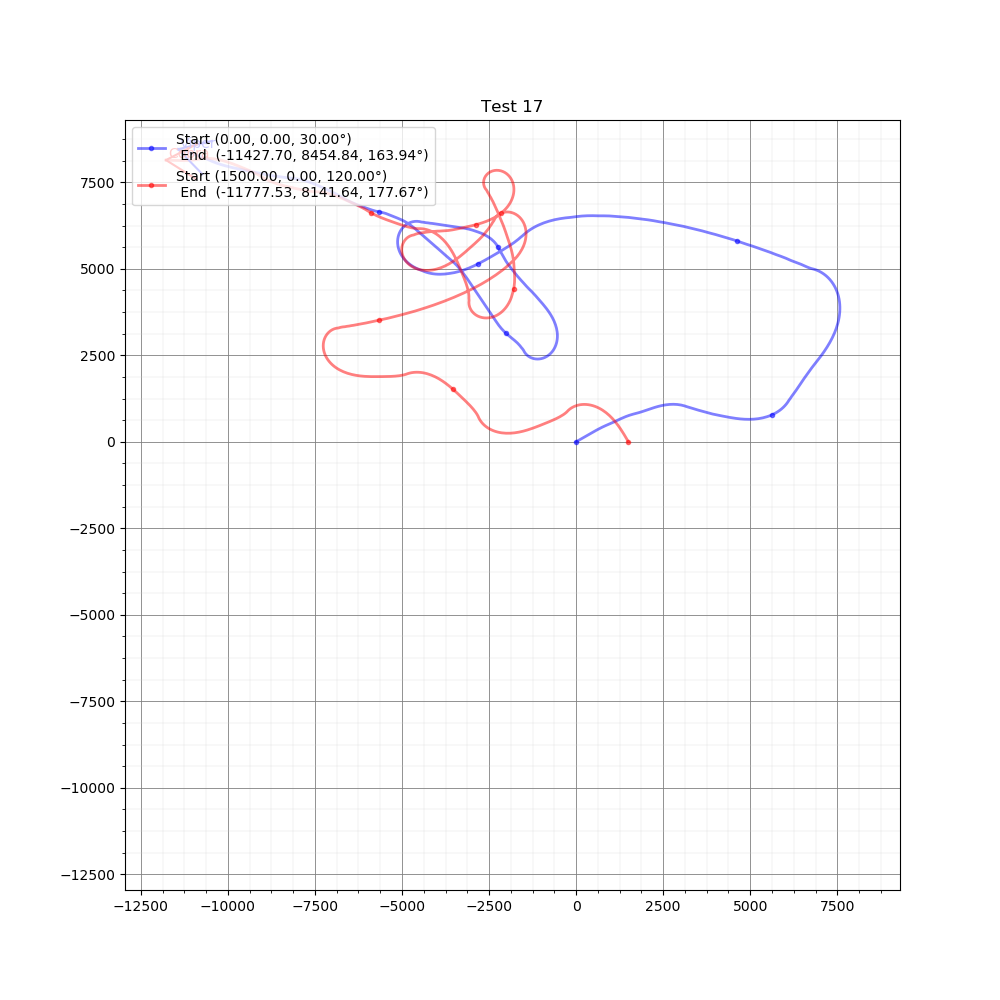 Test 17
Start (0.00, 0.00, 30.00°)
End (-11427.70, 8454.84, 163.94°)
Start (1500.00, 0.00, 120.00°)
End (-11777.53, 8141.64, 177.67°)
7500
5000
2500
0
−2500
−5000
−7500
−10000
−12500
−12500 −10000 −7500 −5000 −2500 0 2500 5000 7500